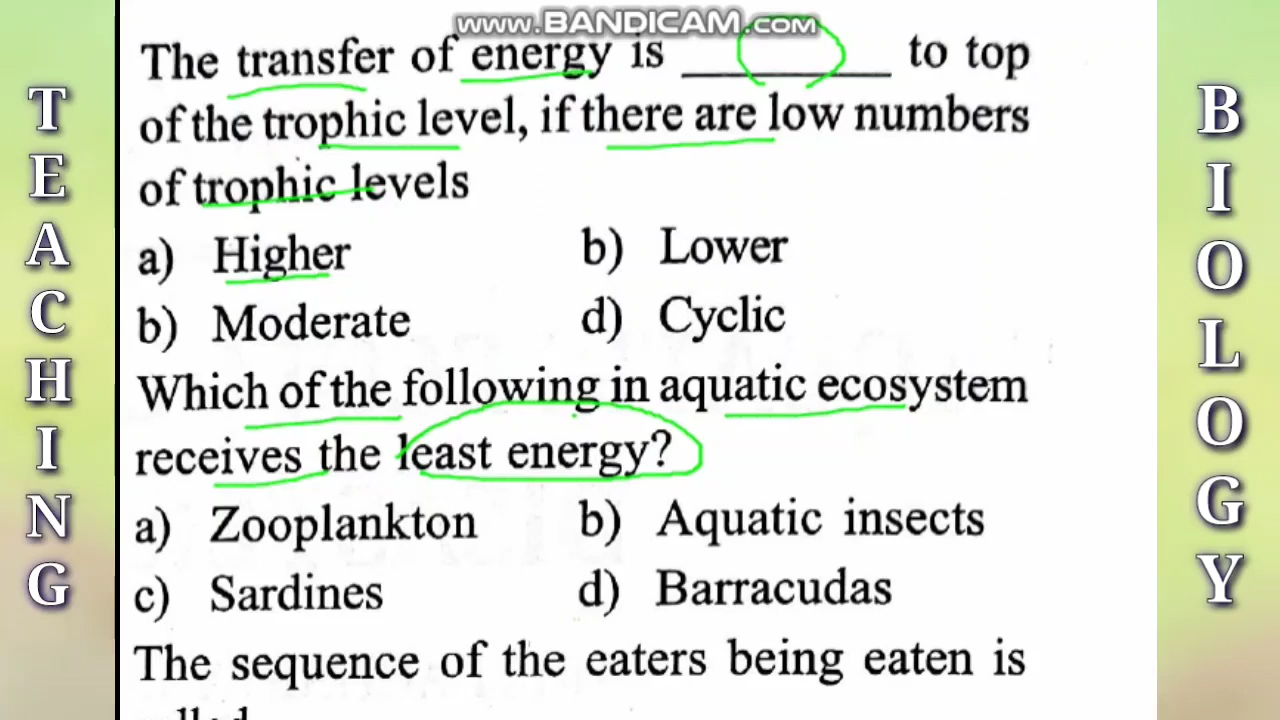 www.BANDICAM.com
TEACHING
The transfer of energy is __________ to top
of the trophic level, if there are low numbers
of trophic levels
a) Higher b) Lower
b) Moderate d) Cyclic
Which of the following in aquatic ecosystem
receives the least energy?
a) Zooplankton b) Aquatic insects
c) Sardines d) Barracudas
The sequence of the eaters being eaten is
BIOLOGY